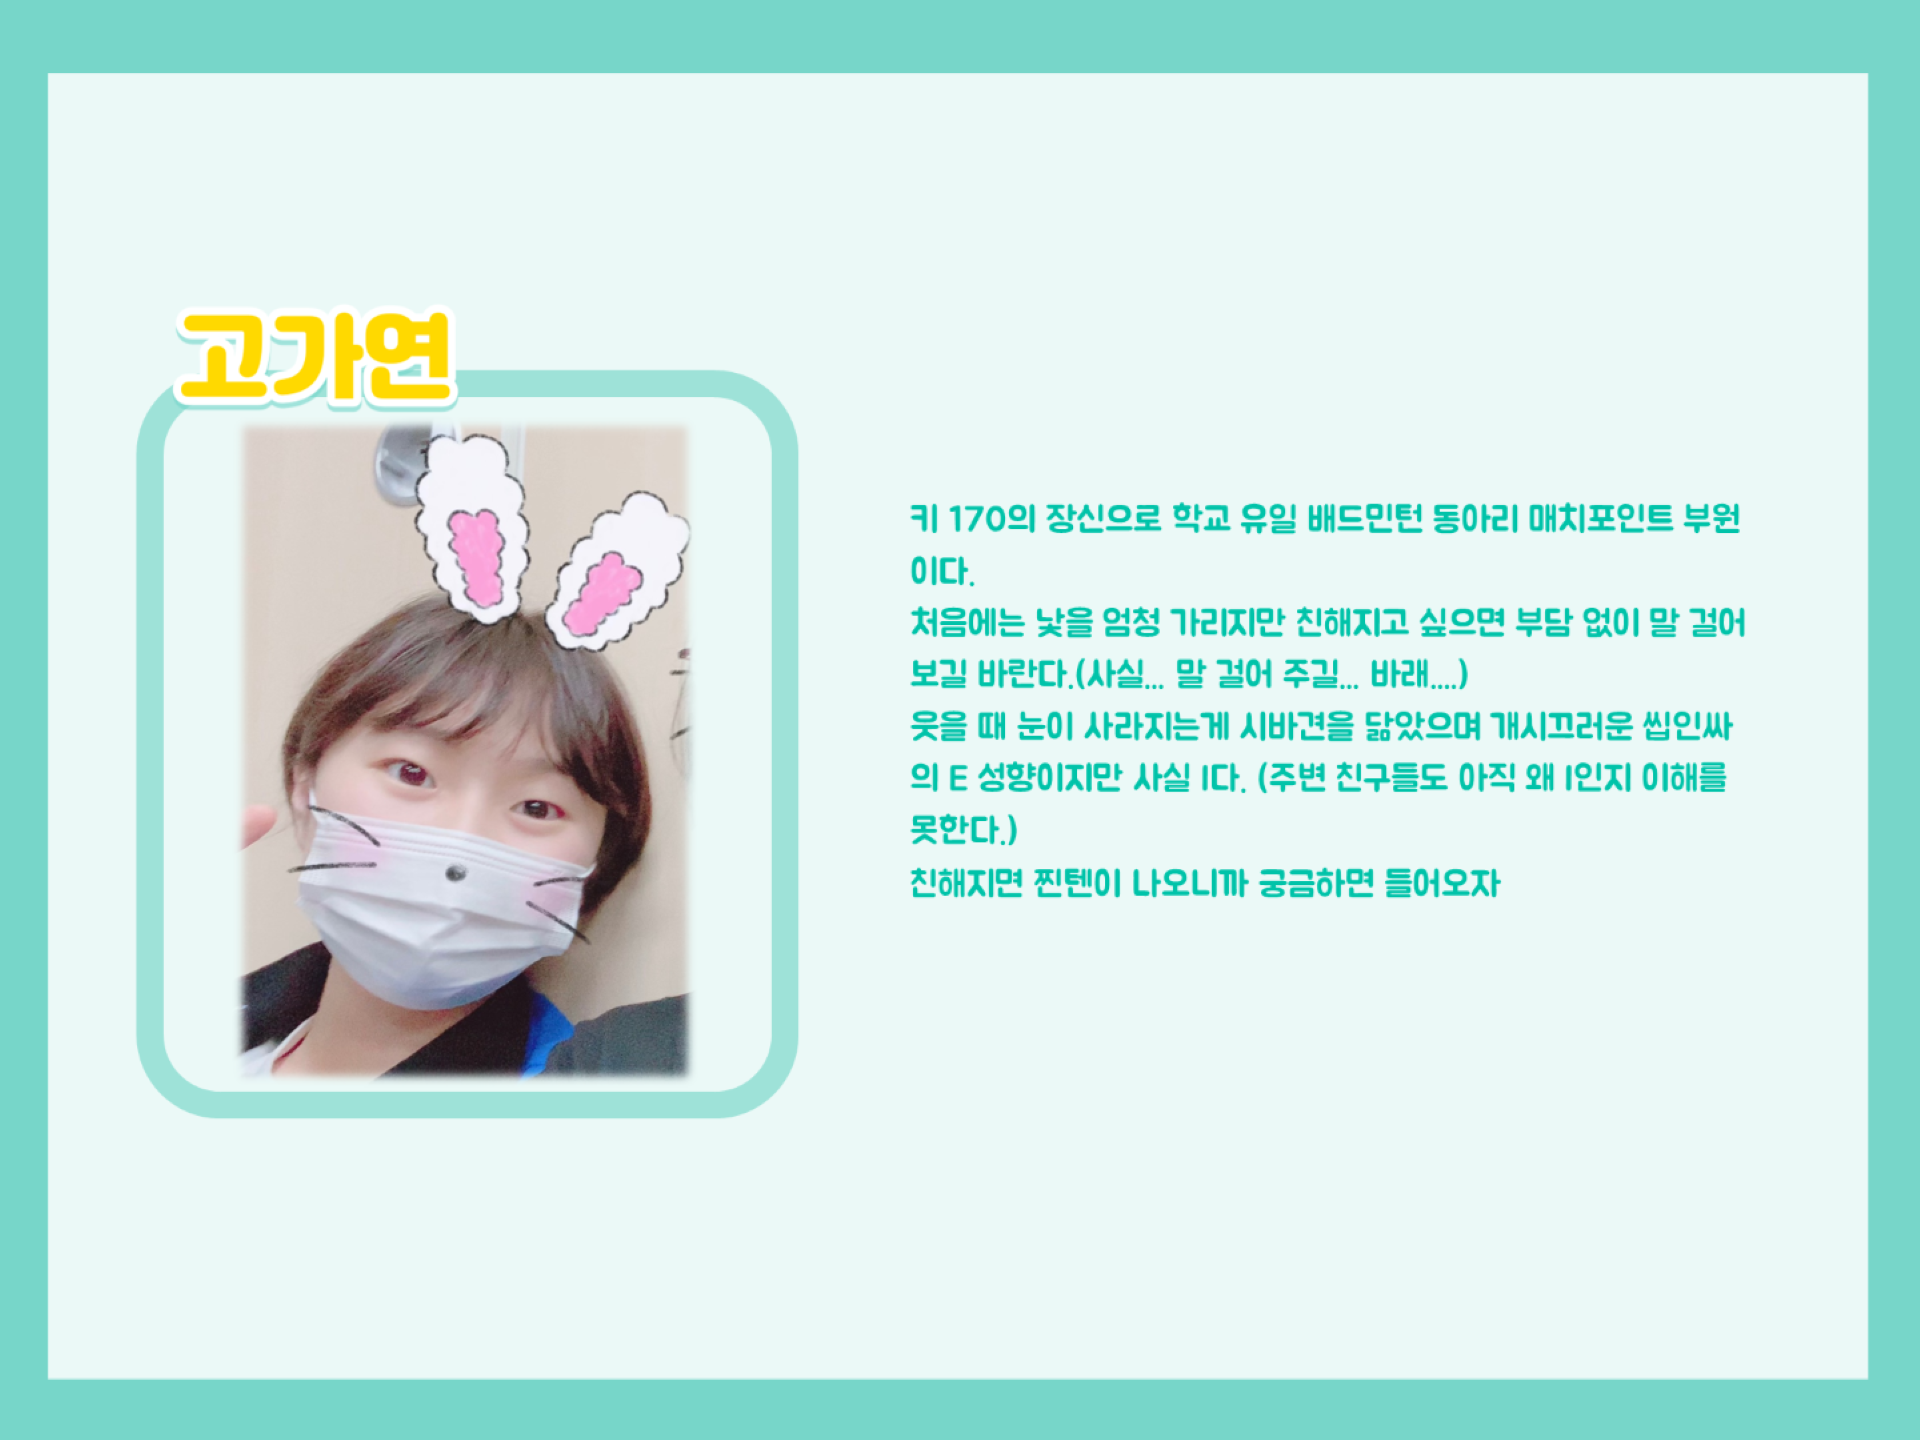 고가연
키 170의 장신으로 학교 유일 배드민턴 동아리 매치포인트 부원
이다.
처음에는 낯을 엄청 가리지만 친해지고 싶으면 부담 없이 말 걸어
보길 바란다.(사실... 말 걸어 주길... 바래....)
웃을 때 눈이 사라지는게 시바견을 닮았으며 개시끄러운 씹인싸
의 E 성향이지만 사실 I다. (주변 친구들도 아직 왜 I인지 이해를
못한다.)
친해지면 찐텐이 나오니까 궁금하면 들어오자